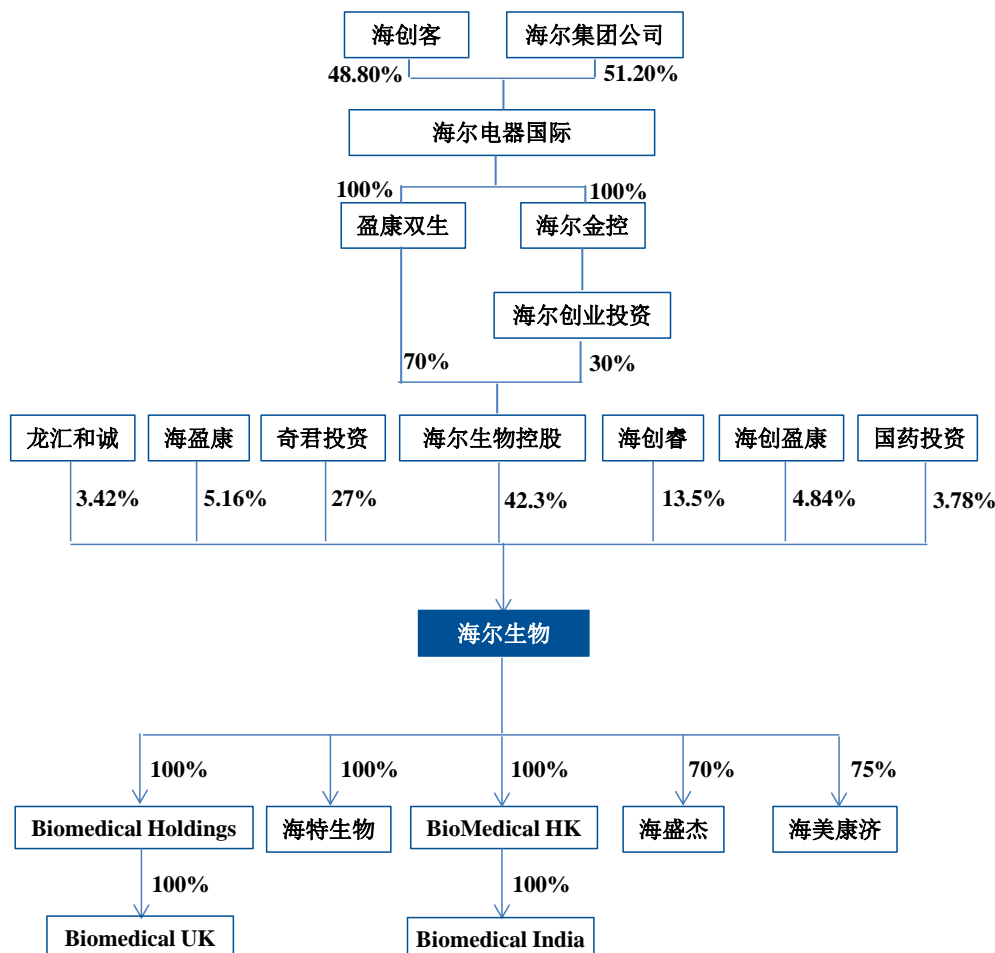 海创客
海尔集团公司
48.80%
51.20%
海尔电器国际
100%
100%
盈康双生
海尔金控
海尔创业投资
70%
30%
龙汇和诚
海盈康
奇君投资
海尔生物控股
海创睿
海创盈康
国药投资
3.42%
5.16%
27%
42.3%
13.5%
4.84%
3.78%
海尔生物
100%
100%
100%
70%
75%
Biomedical Holdings
海特生物
BioMedical HK
海盛杰
海美康济
100%
100%
Biomedical UK
Biomedical India